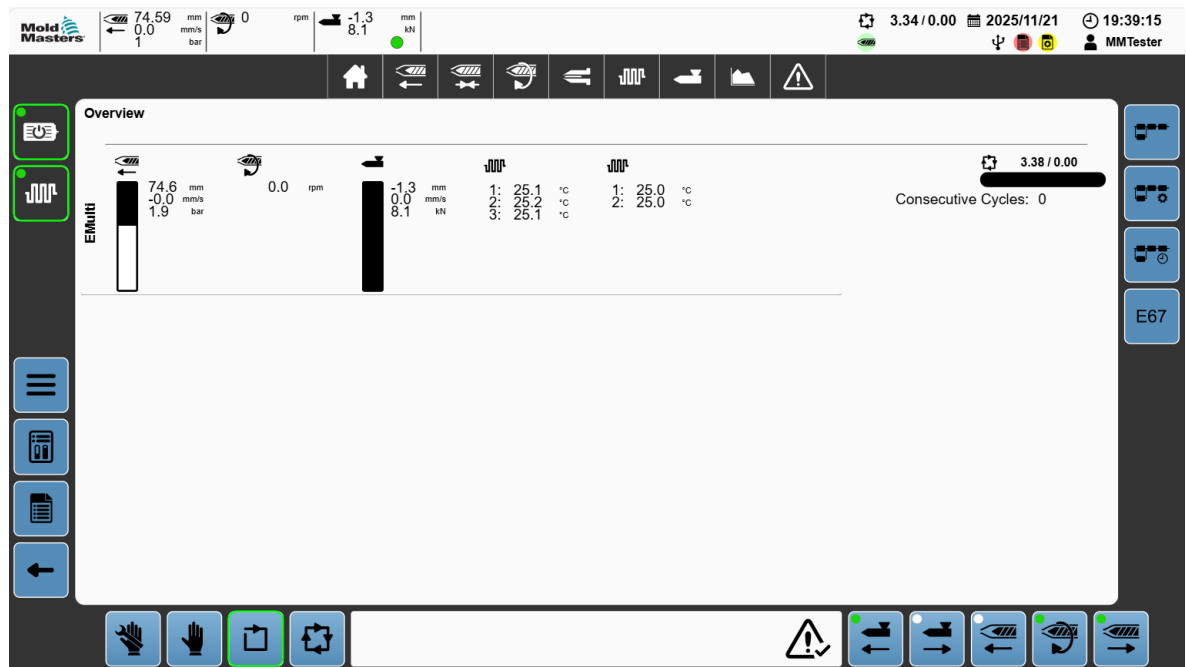 Mold Masters 74.59 mm 0 rpm -1.3 mm 3.34 / 0.00 2025/11/21 19:39:15
0.0 mm/s 8.1 kN MMTester
1 bar
Overview
3.38 / 0.00
EMulti 74.6 mm 0.0 rpm -1.3 mm 1: 25.1 °C 1: 25.0 °C
-0.0 mm/s 0.0 mm/s 2: 25.2 °C 2: 25.0 °C Consecutive Cycles: 0
1.9 bar 8.1 kN 3: 25.1 °C
E67